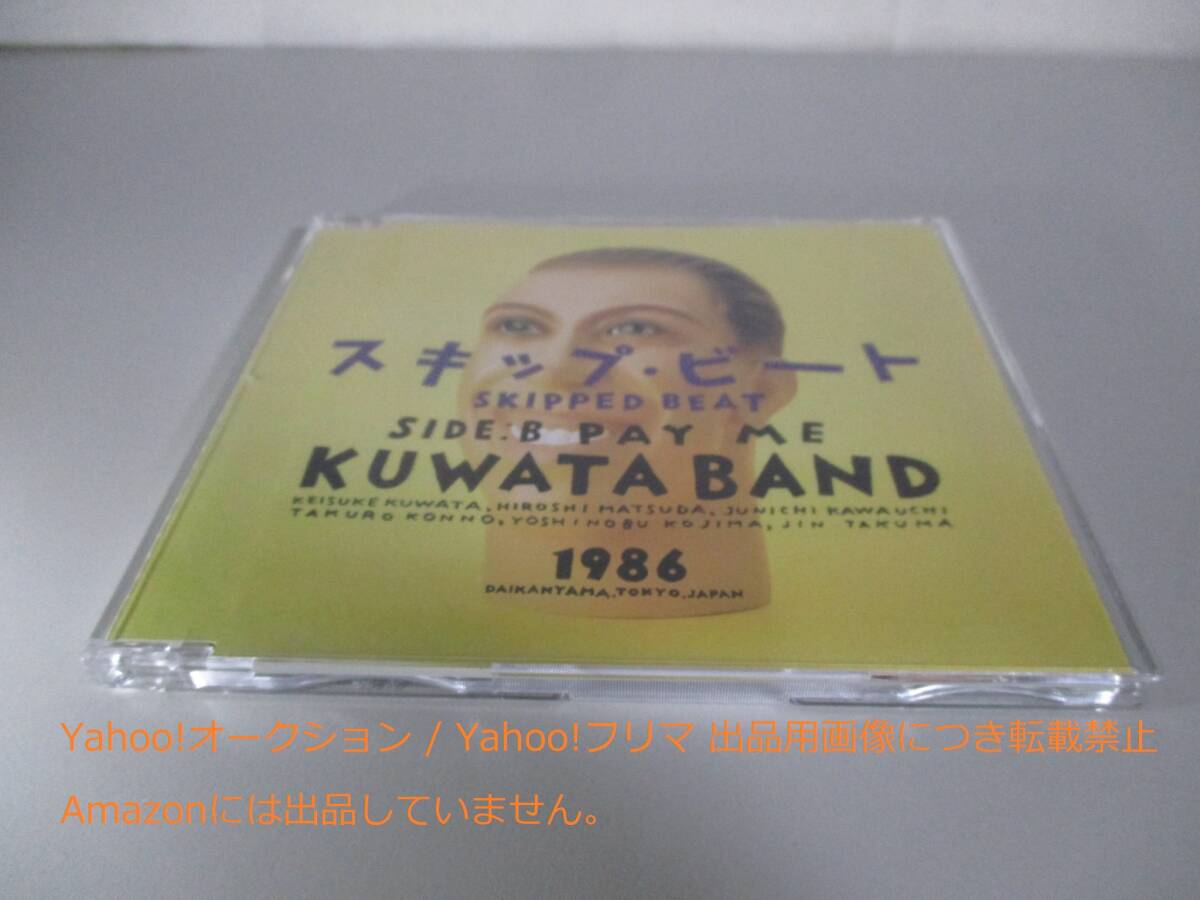 スキップ・ビート
SKIPPED BEAT
SIDE:B PAY ME
KUWATA BAND
KEISUKE KUWATA, HIROSHI MATSUDA, JUNICHI KAWAUCHI
TAKURO KONNO, YOSHINOBU KOJIMA, JIN TAKUMA
1986
DAIKANYAMA, TOKYO, JAPAN
Yahoo!オークション / Yahoo!フリマ 出品用画像につき転載禁止
Amazonには出品していません。